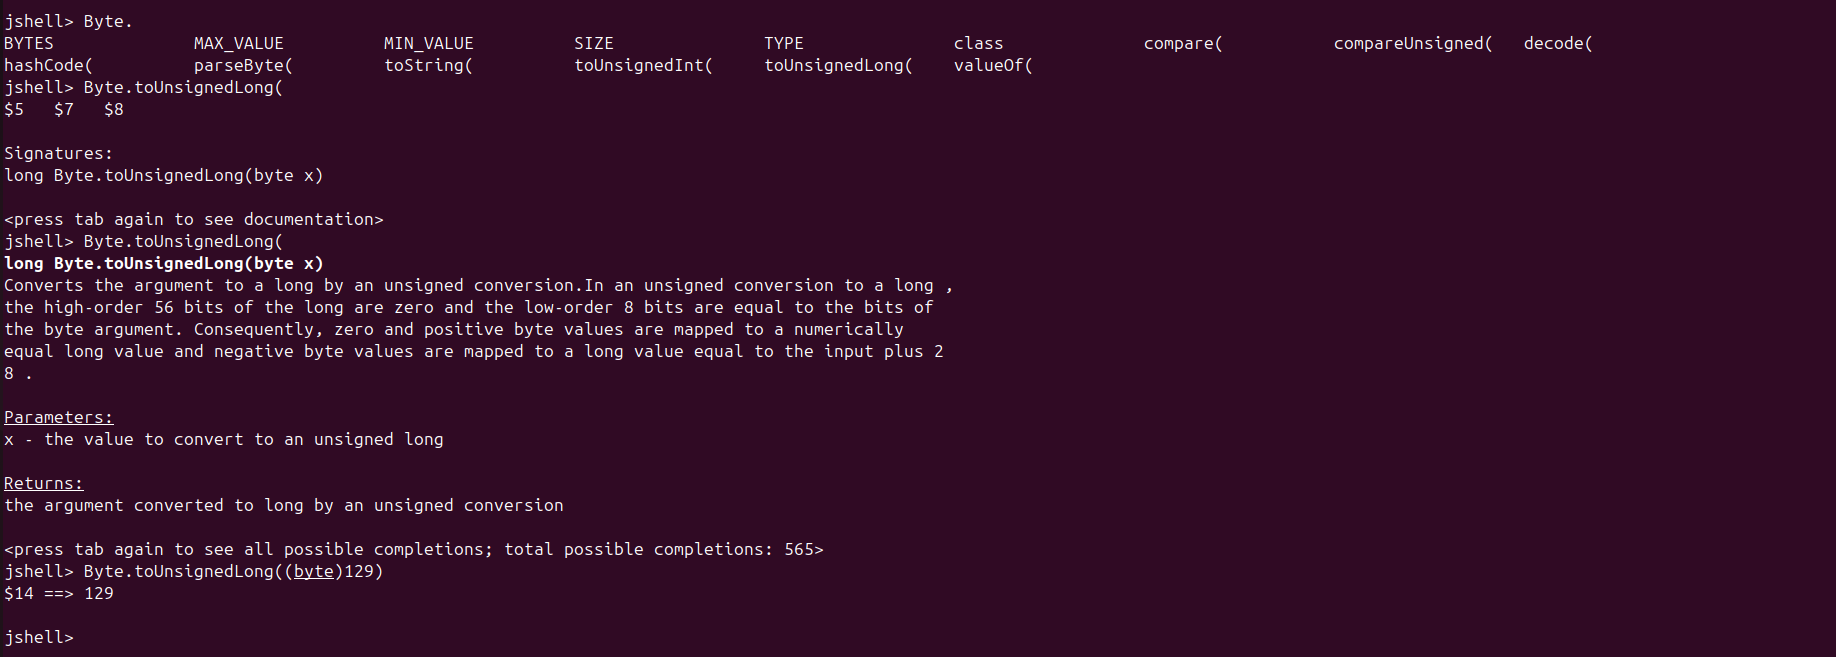 jshell> Byte.
BYTES MAX_VALUE MIN_VALUE SIZE TYPE class compare( compareUnsigned( decode(
hashCode( parseByte( toString( toUnsignedInt( toUnsignedLong( valueOf(
jshell> Byte.toUnsignedLong(
$5 $7 $8
Signatures:
long Byte.toUnsignedLong(byte x)
<press tab again to see documentation>
jshell> Byte.toUnsignedLong(
long Byte.toUnsignedLong(byte x)
Converts the argument to a long by an unsigned conversion.In an unsigned conversion to a long ,
the high-order 56 bits of the long are zero and the low-order 8 bits are equal to the bits of
the byte argument. Consequently, zero and positive byte values are mapped to a numerically
equal long value and negative byte values are mapped to a long value equal to the input plus 2
8 .
Parameters:
x - the value to convert to an unsigned long
Returns:
the argument converted to long by an unsigned conversion
<press tab again to see all possible completions; total possible completions: 565>
jshell> Byte.toUnsignedLong((byte)129)
$14 ==> 129
jshell>